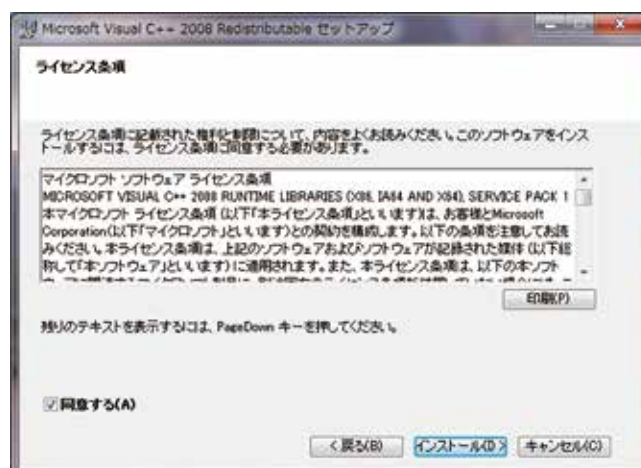 Microsoft Visual C++ 2008 Redistributable セットアップ
ライセンス条項
ライセンス条項に記載された権利と制限について、内容をよくお読みください。このソフトウェアをインス
トールするには、ライセンス条項に同意する必要があります。
マイクロソフト ソフトウェア ライセンス条項
MICROSOFT VISUAL C++ 2008 RUNTIME LIBRARIES (X86, IA64 AND X64), SERVICE PACK 1
本マイクロソフト ライセンス条項 (以下「本ライセンス条項」といいます)は、お客様とMicrosoft
Corporation(以下「マイクロソフト」といいます)との契約を構成します。以下の条項を注意してお読
みください。本ライセンス条項は、上記のソフトウェアおよびソフトウェアが記録された媒体 (以下総
称して「本ソフトウェア」といいます) に適用されます。また、本ライセンス条項は、以下の本ソフト
印刷(P)
残りのテキストを表示するには、PageDown キーを押してください。
同意する(A)
< 戻る(B)
インストール(I) >
キャンセル(C)